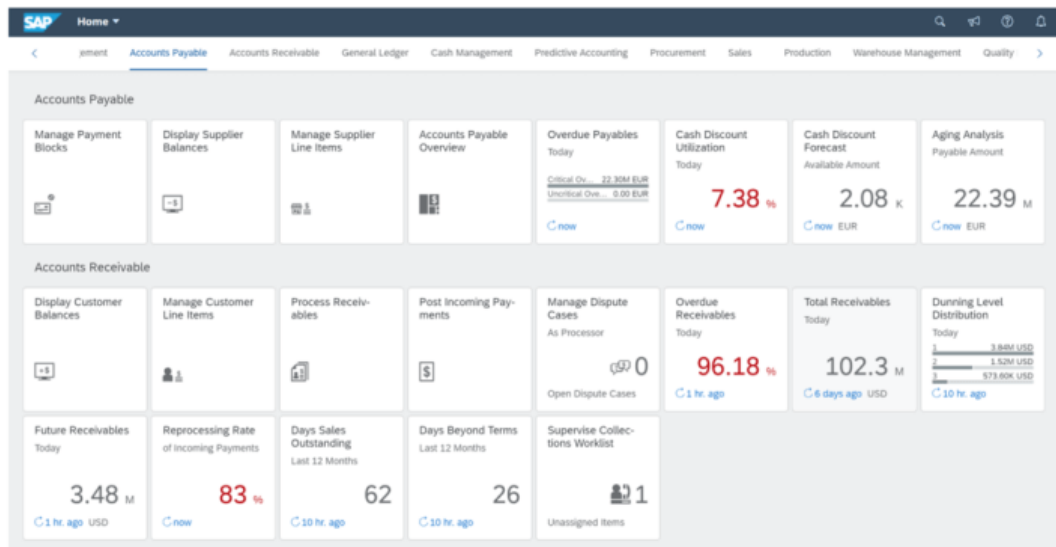 SAP Home
ement Accounts Payable Accounts Receivable General Ledger Cash Management Predictive Accounting Procurement Sales Production Warehouse Management Quality
Accounts Payable
Manage Payment
Blocks
Display Supplier
Balances
Manage Supplier
Line Items
Accounts Payable
Overview
Overdue Payables
Today
Critical Ov... 22.30M EUR
Uncritical Ove... 0.00 EUR
now
Cash Discount
Utilization
Today
7.38 %
now
Cash Discount
Forecast
Available Amount
2.08 K
now EUR
Aging Analysis
Payable Amount
22.39 M
now EUR
Accounts Receivable
Display Customer
Balances
Manage Customer
Line Items
Process Receiv-
ables
Post Incoming Pay-
ments
Manage Dispute
Cases
As Processor
0
Open Dispute Cases
Overdue
Receivables
Today
96.18 %
1 hr. ago
Total Receivables
Today
102.3 M
6 days ago USD
Dunning Level
Distribution
Today
1 3.84M USD
2 1.52M USD
3 573.60K USD
10 hr. ago
Future Receivables
Today
3.48 M
1 hr. ago USD
Reprocessing Rate
of Incoming Payments
83 %
now
Days Sales
Outstanding
Last 12 Months
62
10 hr. ago
Days Beyond Terms
Last 12 Months
26
10 hr. ago
Supervise Collec-
tions Worklist
1
Unassigned Items